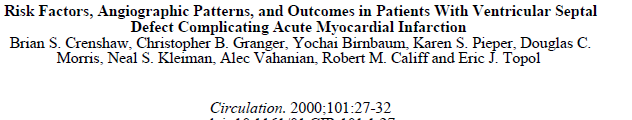 Risk Factors, Angiographic Patterns, and Outcomes in Patients With Ventricular Septal
Defect Complicating Acute Myocardial Infarction
Brian S. Crenshaw, Christopher B. Granger, Yochai Birnbaum, Karen S. Pieper, Douglas C.
Morris, Neal S. Kleiman, Alec Vahanian, Robert M. Califf and Eric J. Topol
Circulation. 2000;101:27-32